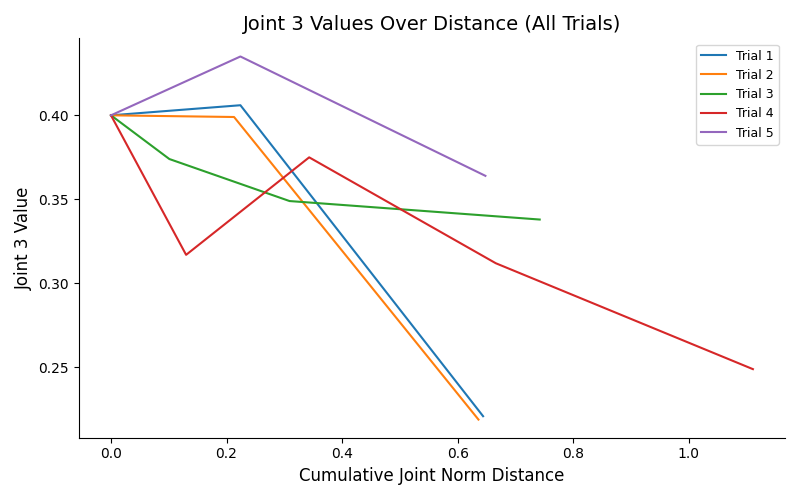 Joint 3 Values Over Distance (All Trials)
Trial 1
Trial 2
Trial 3
Trial 4
Trial 5
Joint 3 Value
0.40
0.35
0.30
0.25
0.0 0.2 0.4 0.6 0.8 1.0
Cumulative Joint Norm Distance